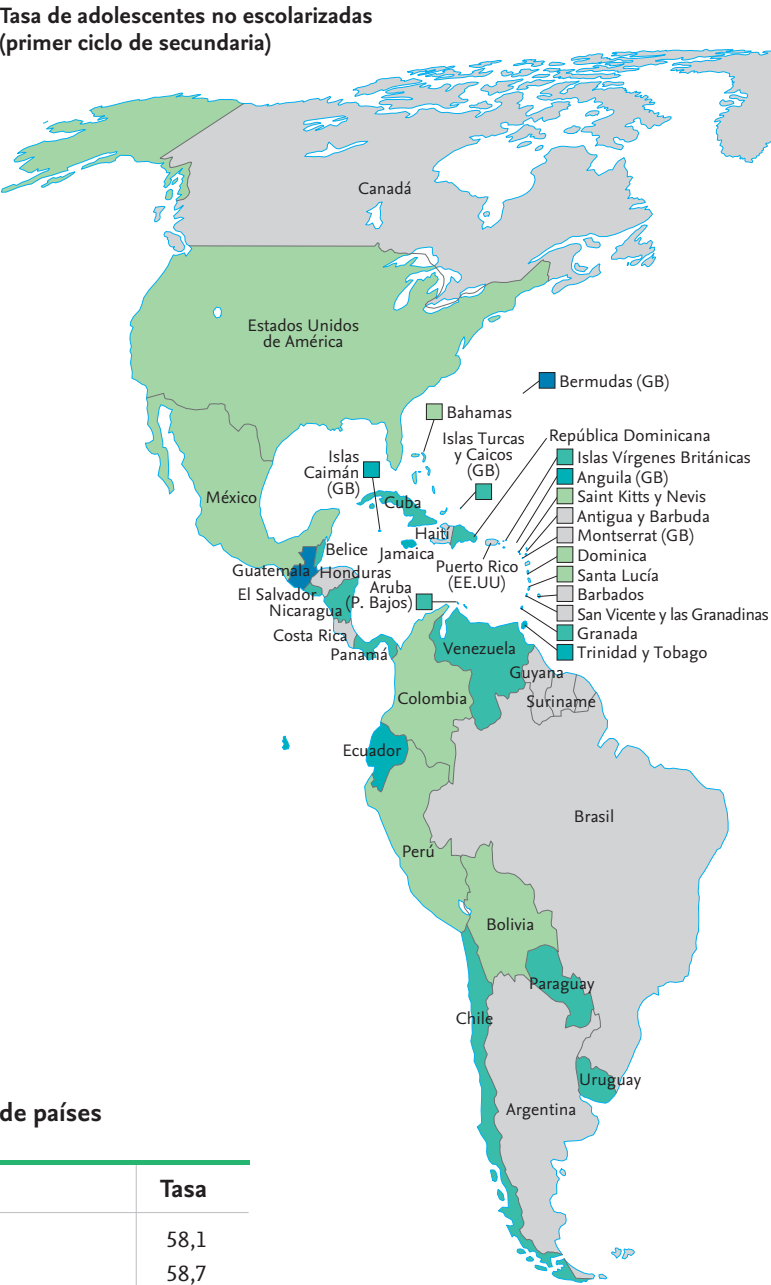 Tasa de adolescentes no escolarizadas
(primer ciclo de secundaria)
Canadá
Estados Unidos
de América
Bermudas (GB)
Bahamas
Islas Turcas
y Caicos
(GB)
República Dominicana
Islas Vírgenes Británicas
Islas
Caimán
(GB)
Anguila (GB)
Saint Kitts y Nevis
México
Cuba
Antigua y Barbuda
Haití
Montserrat (GB)
Belice
Jamaica
Dominica
Puerto Rico
(EE.UU)
Guatemala
Honduras
Santa Lucía
Aruba
(P. Bajos)
El Salvador
Barbados
Nicaragua
San Vicente y las Granadinas
Costa Rica
Granada
Panamá
Venezuela
Trinidad y Tobago
Guyana
Colombia
Suriname
Ecuador
Brasil
Perú
Bolivia
Paraguay
Chile
Uruguay
Argentina
de países
Tasa
58,1
58,7